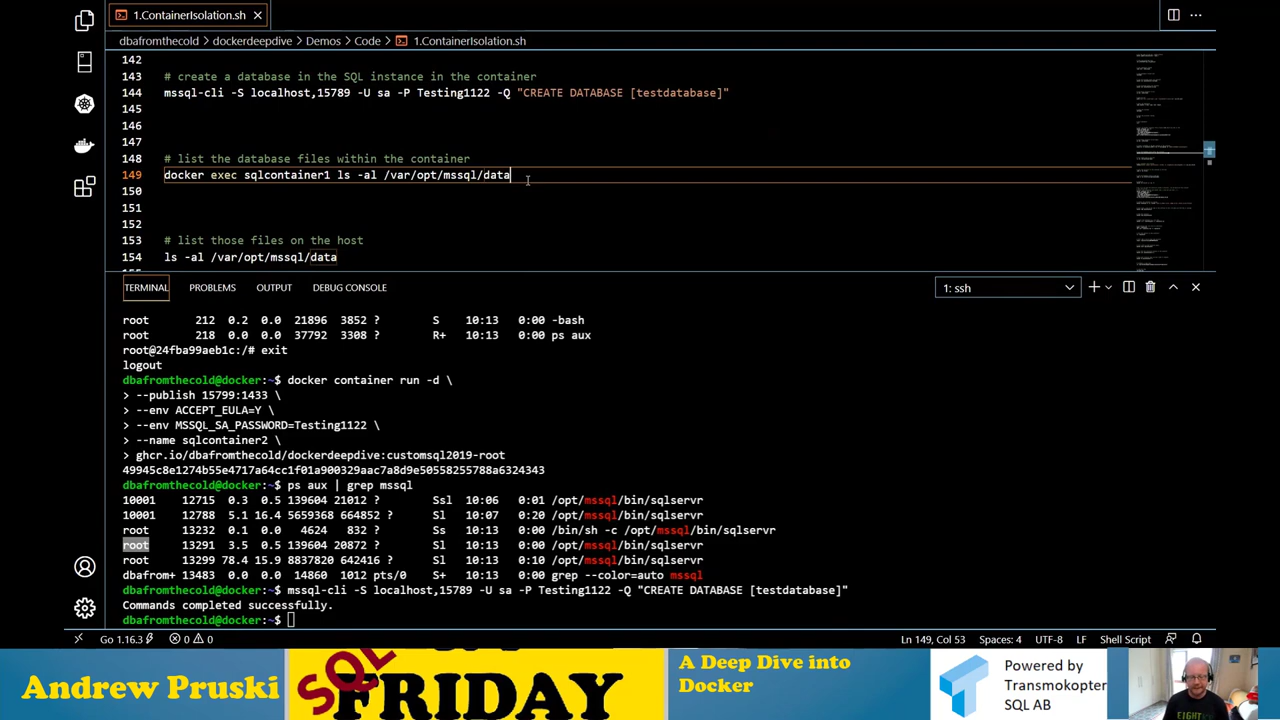 1.ContainerIsolation.sh
dbafromthecold > dockerdeepdive > Demos > Code > 1.ContainerIsolation.sh
142
143 # create a database in the SQL instance in the container
144 mssql-cli -S localhost,15789 -U sa -P Testing1122 -Q "CREATE DATABASE [testdatabase]"
145
146
147
148 # list the database files within the container
149 docker exec sqlcontainer1 ls -al /var/opt/mssql/data
150
151
152
153 # list those files on the host
154 ls -al /var/opt/mssql/data
TERMINAL PROBLEMS OUTPUT DEBUG CONSOLE 1: ssh
root 212 0.2 0.0 21896 3852 ? S 10:13 0:00 -bash
root 218 0.0 0.0 37792 3308 ? R+ 10:13 0:00 ps aux
root@24fba99aeb1c:/# exit
logout
dbafromthecold@docker:~$ docker container run -d \
> --publish 15799:1433 \
> --env ACCEPT_EULA=Y \
> --env MSSQL_SA_PASSWORD=Testing1122 \
> --name sqlcontainer2 \
> ghcr.io/dbafromthecold/dockerdeepdive:customsql2019-root
49945c8e1274b55e4717a64cc1f01a900329aac7a8d9e50558255788a6324343
dbafromthecold@docker:~$ ps aux | grep mssql
10001 12715 0.3 0.5 139604 21012 ? Ssl 10:06 0:01 /opt/mssql/bin/sqlservr
10001 12788 5.1 16.4 5659368 664852 ? Sl 10:07 0:20 /opt/mssql/bin/sqlservr
root 13232 0.1 0.0 4624 832 ? Ss 10:13 0:00 /bin/sh -c /opt/mssql/bin/sqlservr
root 13291 3.5 0.5 139604 20872 ? Sl 10:13 0:00 /opt/mssql/bin/sqlservr
root 13299 78.4 15.9 8837828 642416 ? Sl 10:13 0:10 /opt/mssql/bin/sqlservr
dbafrom+ 13483 0.0 0.0 14860 1012 pts/0 S+ 10:13 0:00 grep --color=auto mssql
dbafromthecold@docker:~$ mssql-cli -S localhost,15789 -U sa -P Testing1122 -Q "CREATE DATABASE [testdatabase]"
Commands completed successfully.
dbafromthecold@docker:~$
Go 1.16.3 0 0 Ln 149, Col 53 Spaces: 4 UTF-8 LF Shell Script
Andrew Pruski
SQL
FRIDAY
A Deep Dive into
Docker
Powered by
Transmokopter
SQL AB